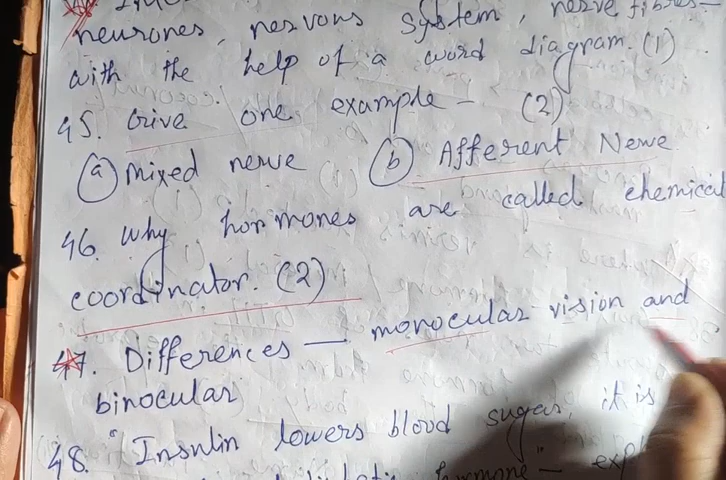 neurones, nervous system, nerve fibres -
with the help of a word diagram. (1)
45. Give one example - (2)
(a) Mixed nerve (b) Afferent Nerve
46. Why hormones are called chemical
coordinator. (2)
47. Differences - monocular vision and
binocular
48. "Insulin lowers blood sugar, it is
hormone" -